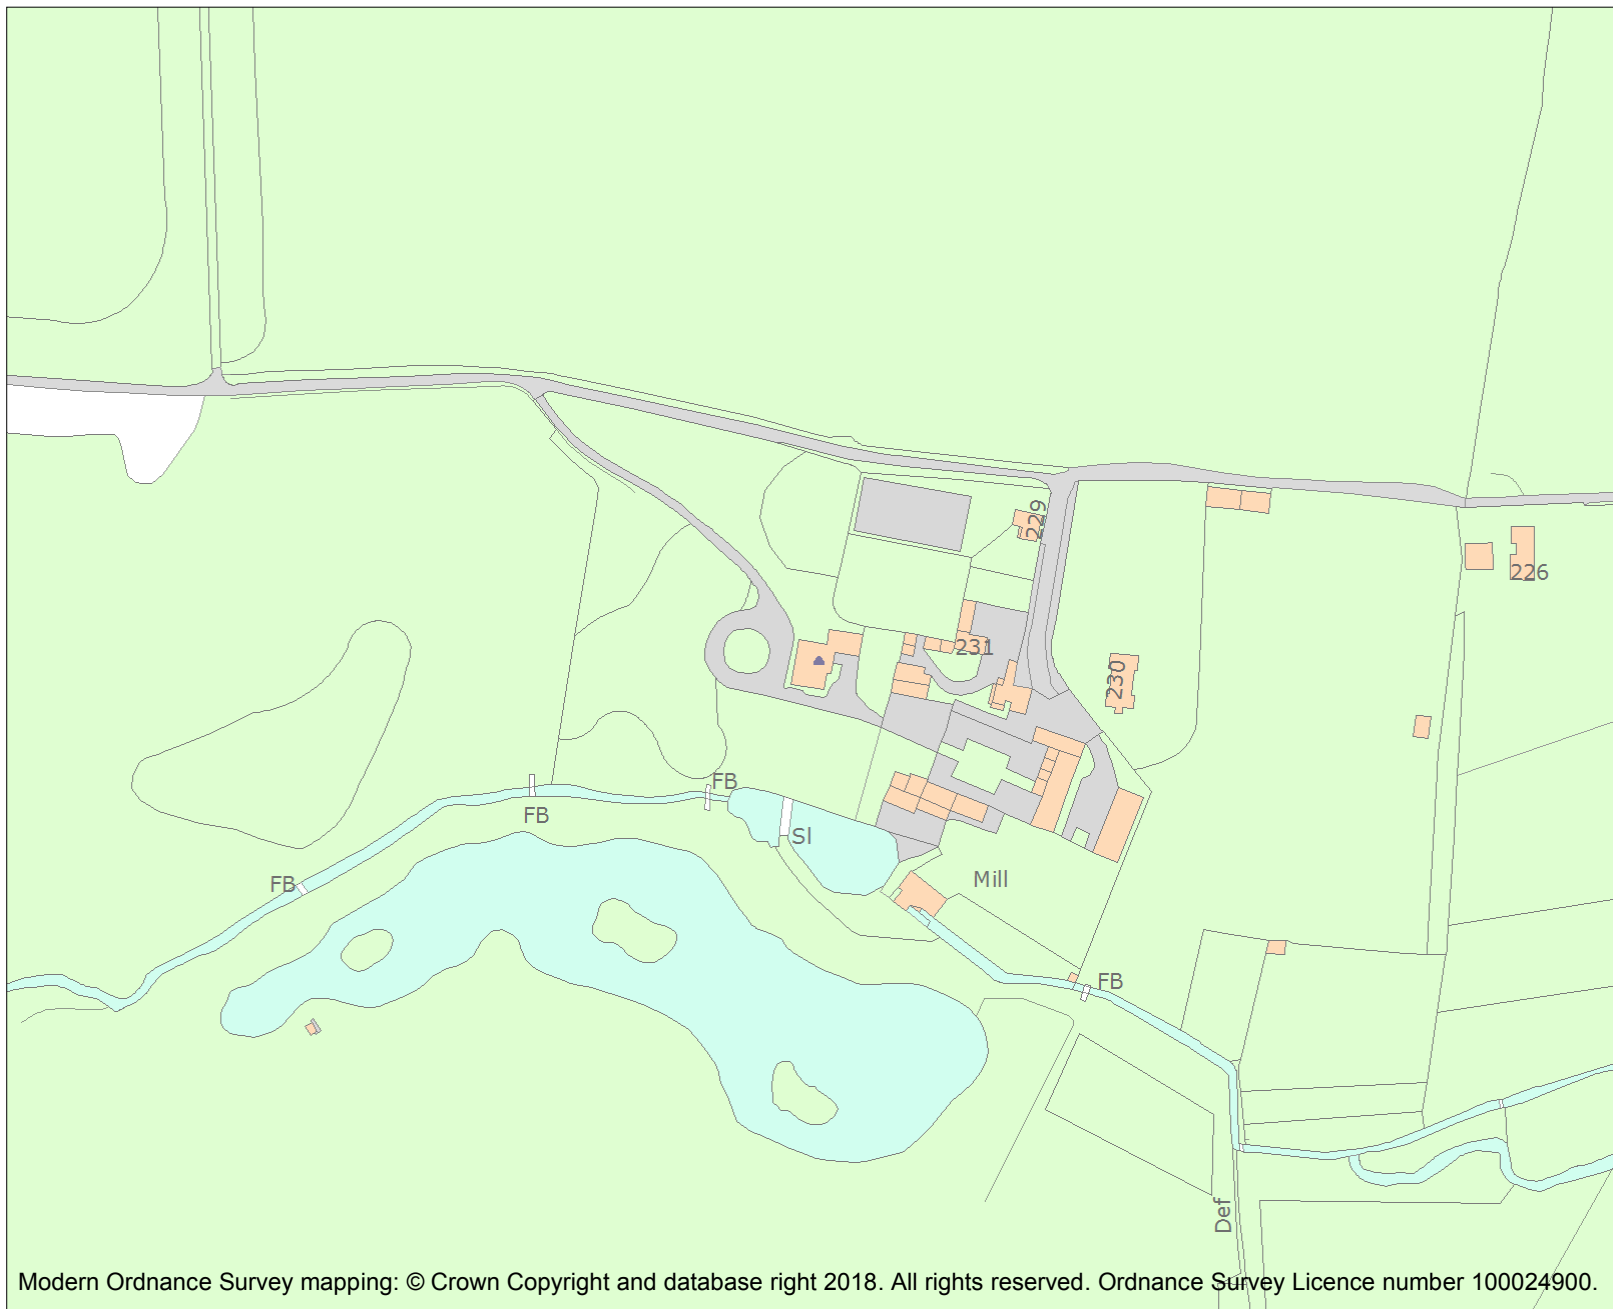 229
226
231
230
FB
FB
Sl
FB
Mill
FB
Def
Modern Ordnance Survey mapping: © Crown Copyright and database right 2018. All rights reserved. Ordnance Survey Licence number 100024900.